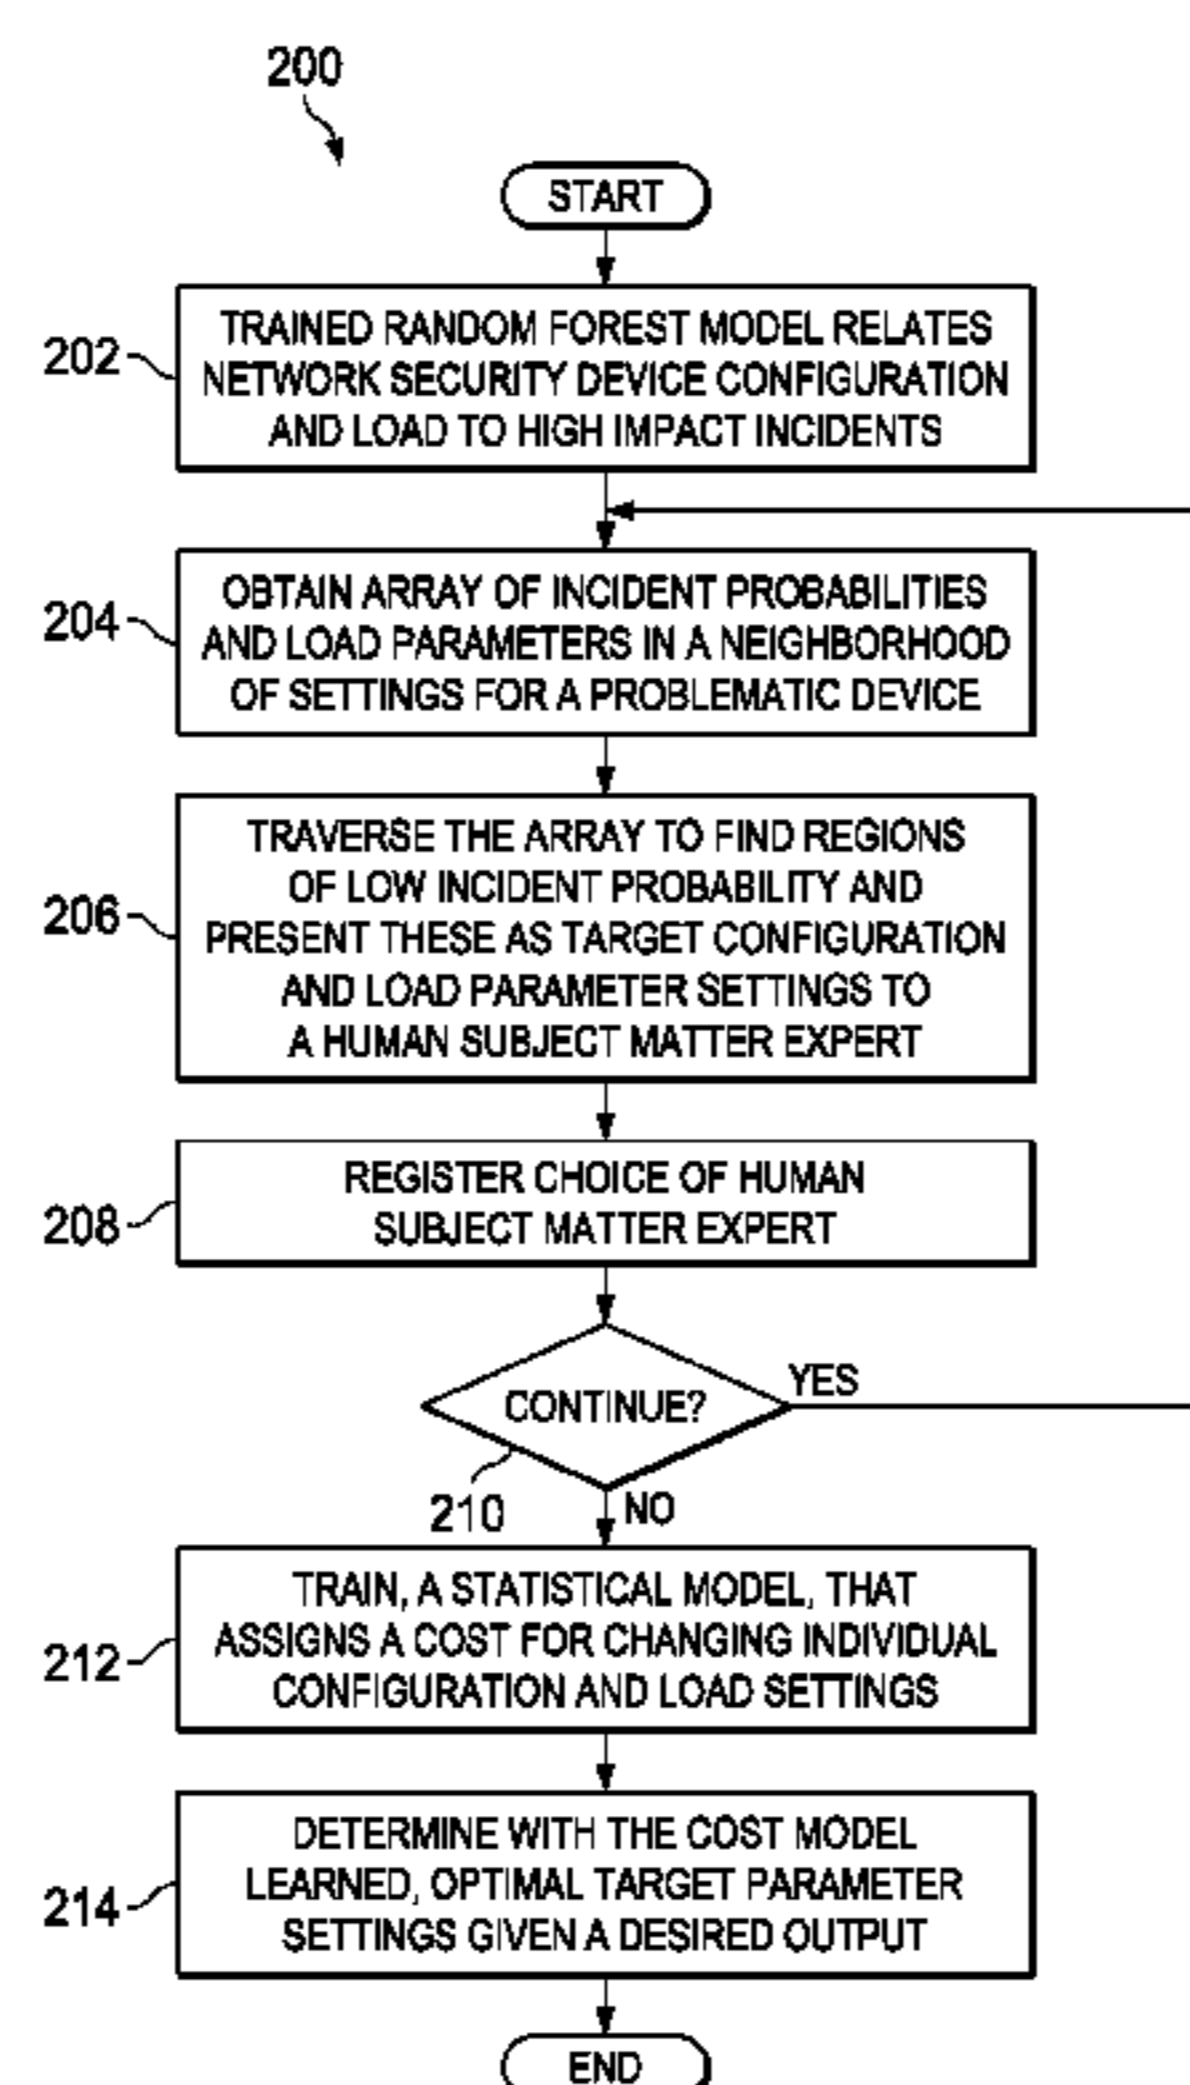 200
START
202
TRAINED RANDOM FOREST MODEL RELATES
NETWORK SECURITY DEVICE CONFIGURATION
AND LOAD TO HIGH IMPACT INCIDENTS
204
OBTAIN ARRAY OF INCIDENT PROBABILITIES
AND LOAD PARAMETERS IN A NEIGHBORHOOD
OF SETTINGS FOR A PROBLEMATIC DEVICE
206
TRAVERSE THE ARRAY TO FIND REGIONS
OF LOW INCIDENT PROBABILITY AND
PRESENT THESE AS TARGET CONFIGURATION
AND LOAD PARAMETER SETTINGS TO
A HUMAN SUBJECT MATTER EXPERT
208
REGISTER CHOICE OF HUMAN
SUBJECT MATTER EXPERT
CONTINUE?
YES
210
NO
212
TRAIN, A STATISTICAL MODEL, THAT
ASSIGNS A COST FOR CHANGING INDIVIDUAL
CONFIGURATION AND LOAD SETTINGS
214
DETERMINE WITH THE COST MODEL
LEARNED, OPTIMAL TARGET PARAMETER
SETTINGS GIVEN A DESIRED OUTPUT
END